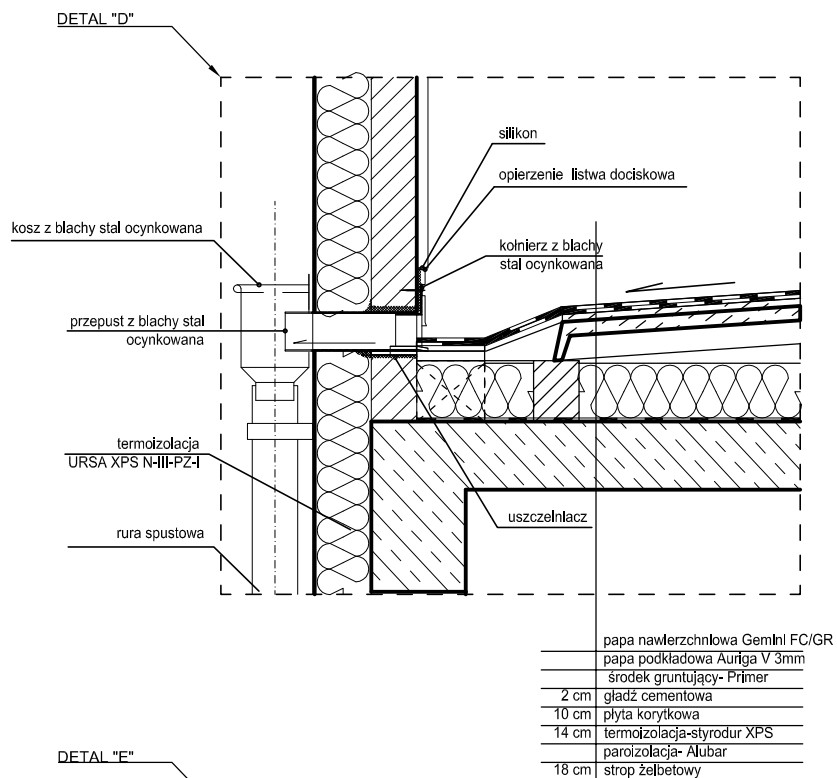 DETAL "D"
silikon
opierzenie listwa dociskowa
kosz z blachy stal ocynkowana
kołnierz z blachy
stal ocynkowana
przepust z blachy stal
ocynkowana
termoizolacja
URSA XPS N-III-PZ-I
uszczelniacz
rura spustowa
papa nawierzchniowa Gemini FC/GR
papa podkładowa Auriga V 3mm
środek gruntujący- Primer
2 cm gładź cementowa
10 cm płyta korytkowa
14 cm termoizolacja-styrodur XPS
paroizolacja- Alubar
18 cm strop żelbetowy
DETAL "E"